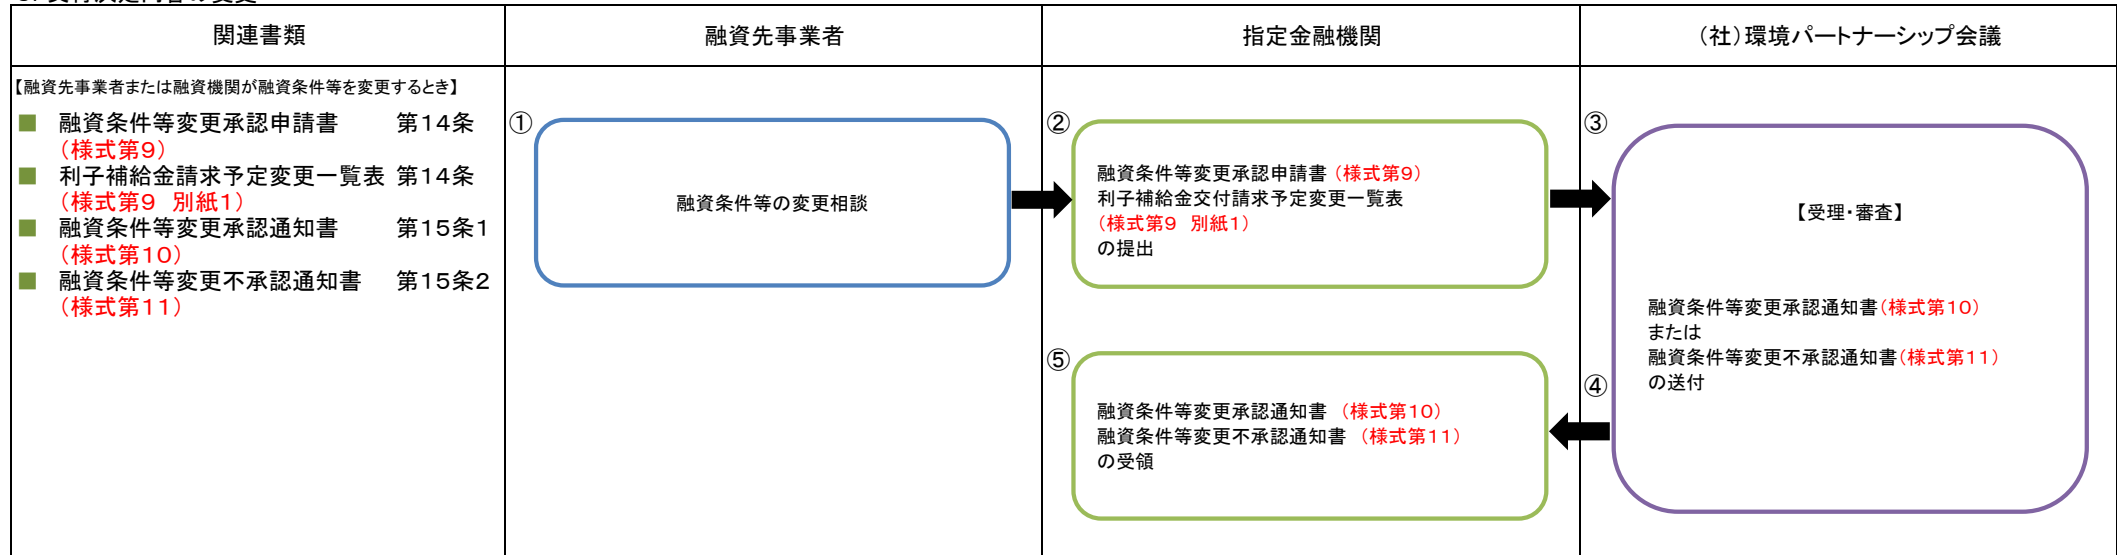 関連書類
融資先事業者
指定金融機関
(社)環境パートナーシップ会議
【融資先事業者または融資機関が融資条件等を変更するとき】
■ 融資条件等変更承認申請書 第14条
(様式第9)
■ 利子補給金請求予定変更一覧表 第14条
(様式第9 別紙1)
■ 融資条件等変更承認通知書 第15条1
(様式第10)
■ 融資条件等変更不承認通知書 第15条2
(様式第11)
①
融資条件等の変更相談
②
融資条件等変更承認申請書 (様式第9)
利子補給金交付請求予定変更一覧表
(様式第9 別紙1)
の提出
③
【受理・審査】
融資条件等変更承認通知書(様式第10)
または
融資条件等変更不承認通知書(様式第11)
の送付
④
⑤
融資条件等変更承認通知書 (様式第10)
融資条件等変更不承認通知書 (様式第11)
の受領